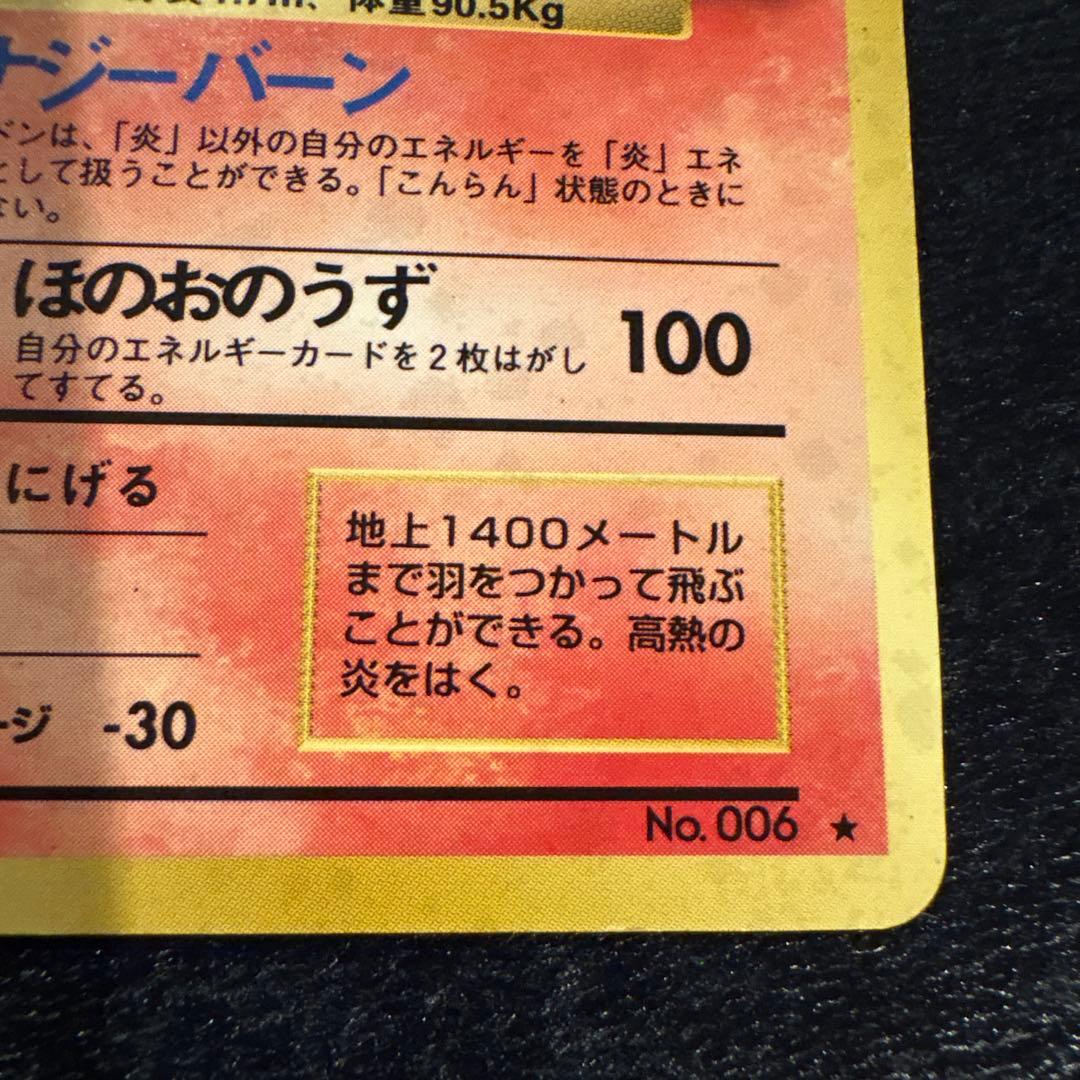 体重90.5Kg
ナジーバーン
ドンは、「炎」以外の自分のエネルギーを「炎」エネ
として扱うことができる。「こんらん」状態のときに
ない。
ほのおのうず
100
自分のエネルギーカードを2枚はがし
てすてる。
にげる
地上1400メートル
まで羽をつかって飛ぶ
ことができる。高熱の
炎をはく。
ージ -30
No. 006 ★